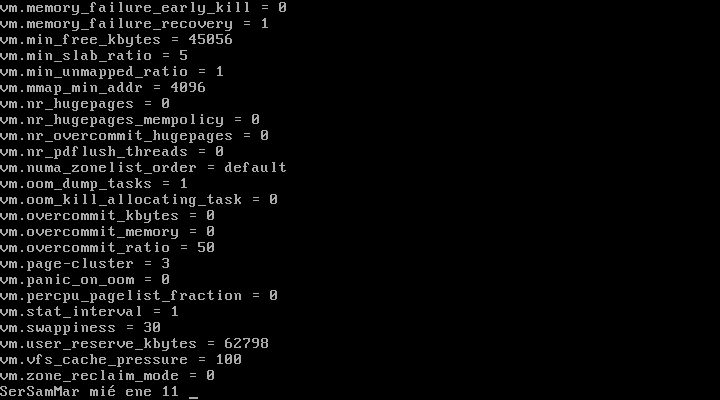 vm.memory_failure_early_kill = 0
vm.memory_failure_recovery = 1
vm.min_free_kbytes = 45056
vm.min_slab_ratio = 5
vm.min_unmapped_ratio = 1
vm.mmap_min_addr = 4096
vm.nr_hugepages = 0
vm.nr_hugepages_mempolicy = 0
vm.nr_overcommit_hugepages = 0
vm.nr_pdflush_threads = 0
vm.numa_zonelist_order = default
vm.oom_dump_tasks = 1
vm.oom_kill_allocating_task = 0
vm.overcommit_kbytes = 0
vm.overcommit_memory = 0
vm.overcommit_ratio = 50
vm.page-cluster = 3
vm.panic_on_oom = 0
vm.percpu_pagelist_fraction = 0
vm.stat_interval = 1
vm.swappiness = 30
vm.user_reserve_kbytes = 62798
vm.vfs_cache_pressure = 100
vm.zone_reclaim_mode = 0
SerSamMar mié ene 11 _